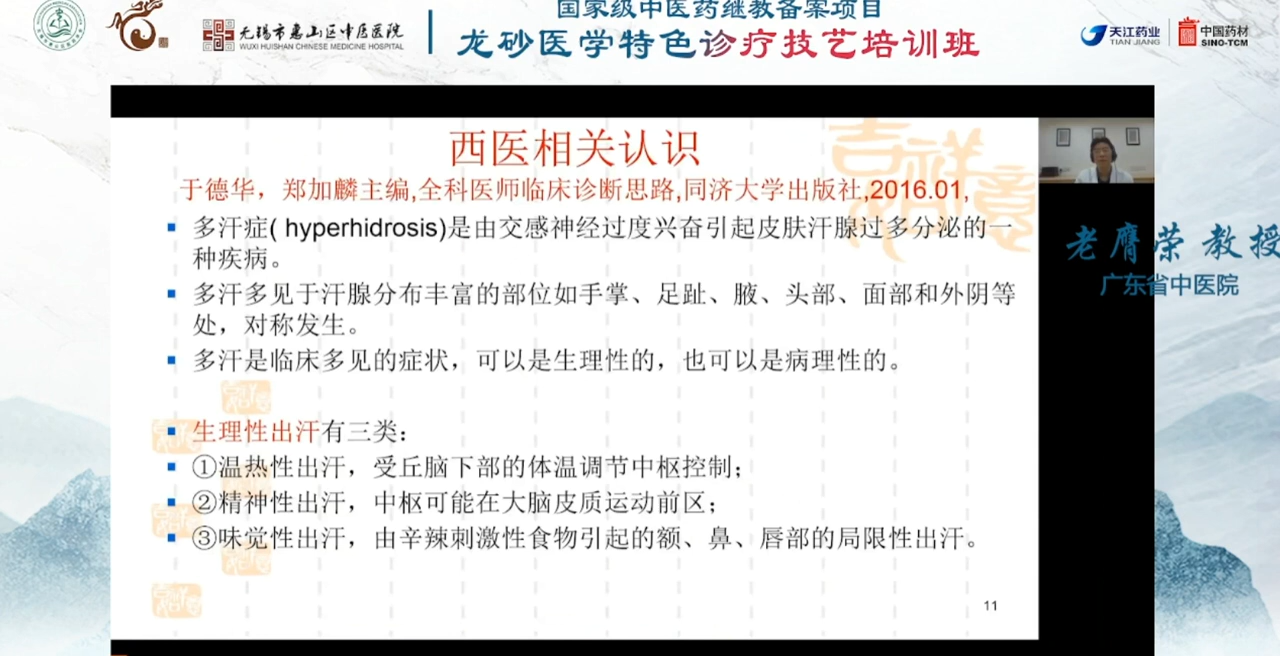 国家级中医药继教备案项目
无锡市惠山区中医医院
WUXI HUISHAN CHINESE MEDICINE HOSPITAL
龙砂医学特色诊疗技艺培训班
天江药业
TIAN JIANG
中国药材
SINO-TCM
西医相关认识
于德华，郑加麟主编,全科医师临床诊断思路,同济大学出版社,2016.01,
多汗症( hyperhidrosis)是由交感神经过度兴奋引起皮肤汗腺过多分泌的一
种疾病。
多汗多见于汗腺分布丰富的部位如手掌、足趾、腋、头部、面部和外阴等
处，对称发生。
多汗是临床多见的症状，可以是生理性的，也可以是病理性的。
生理性出汗有三类：
①温热性出汗，受丘脑下部的体温调节中枢控制；
②精神性出汗，中枢可能在大脑皮质运动前区；
③味觉性出汗，由辛辣刺激性食物引起的额、鼻、唇部的局限性出汗。
11
老膺荣 教授
广东省中医院
吉祥意